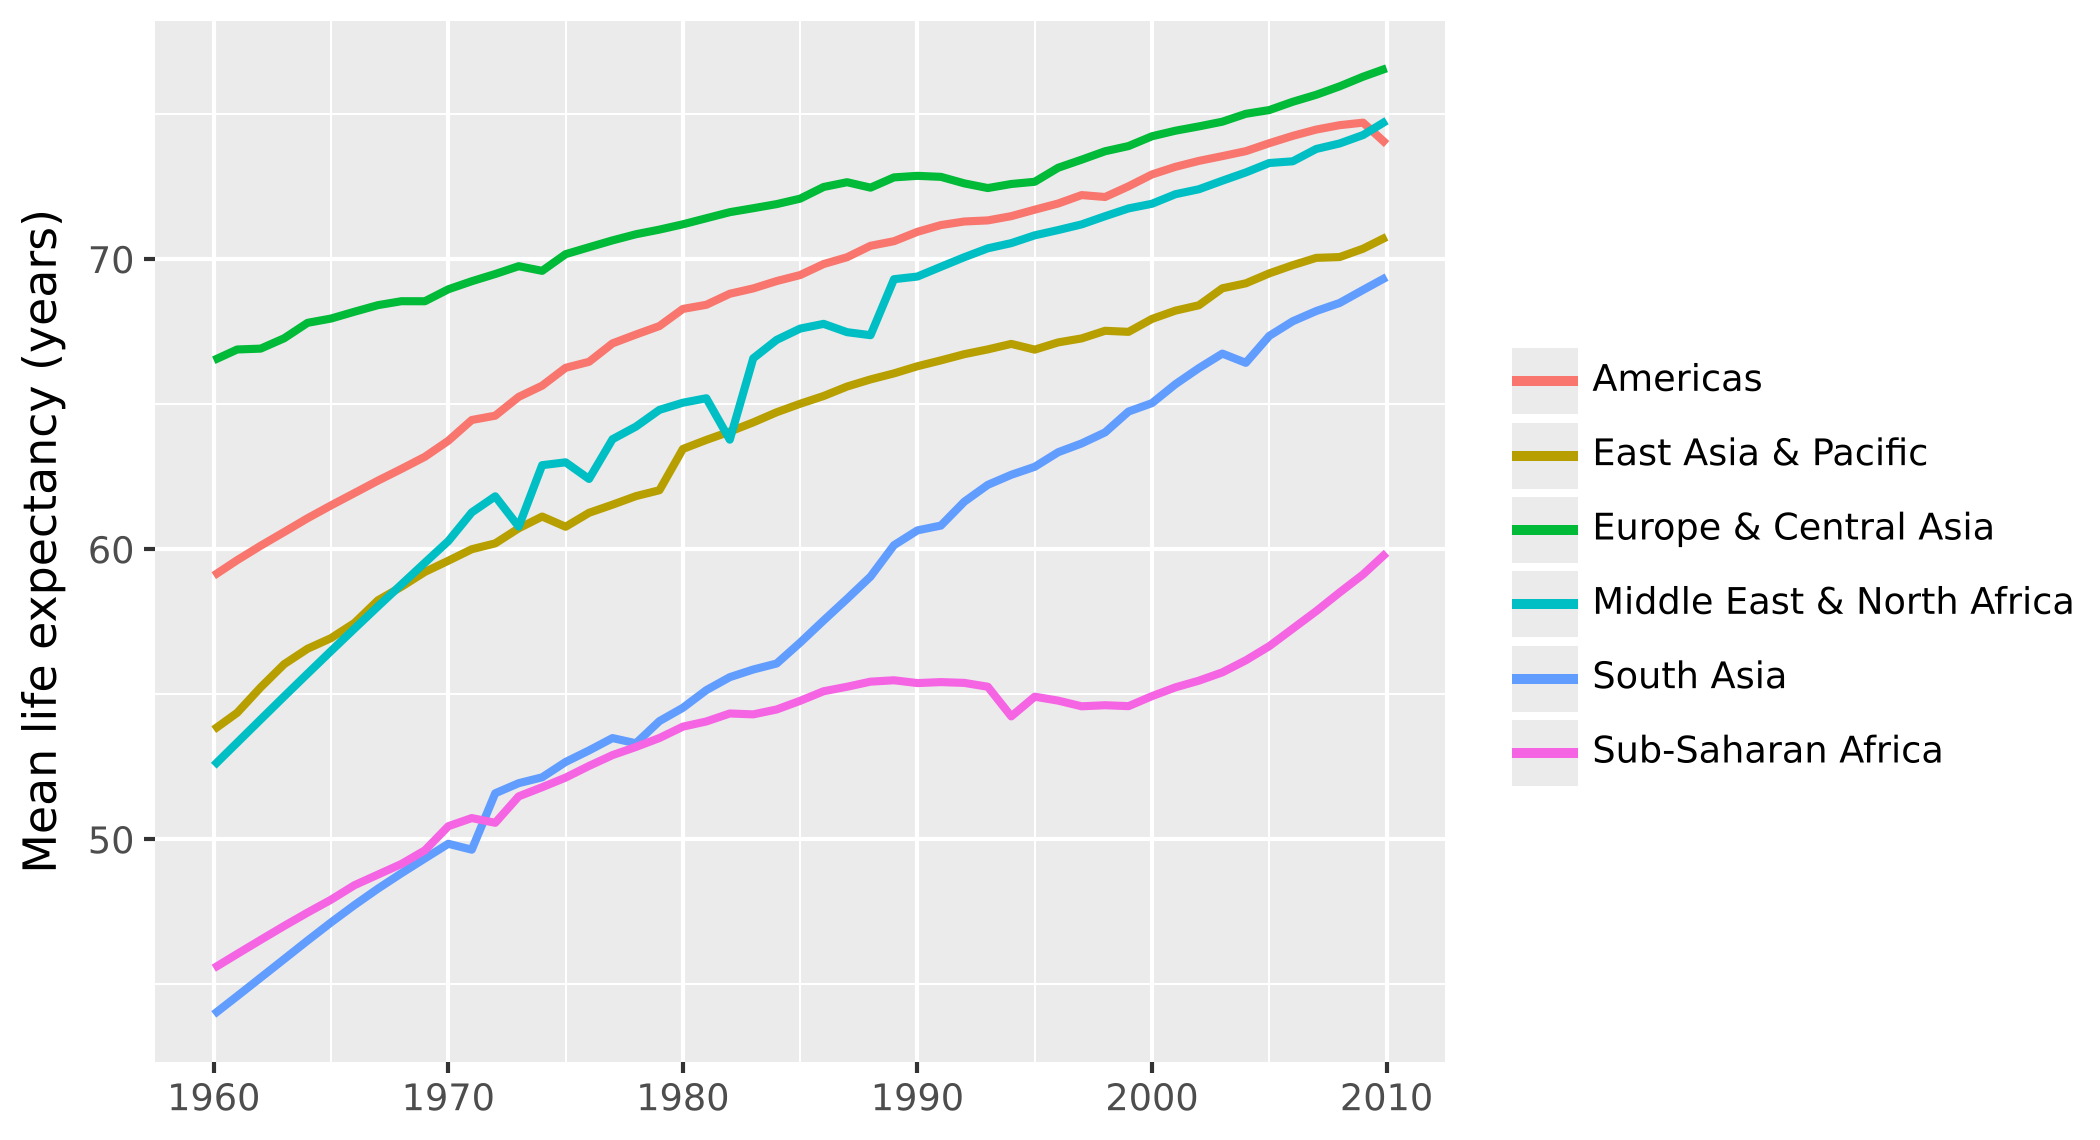 Mean life expectancy (years)
70
60
50
1960 1970 1980 1990 2000 2010
Americas
East Asia & Pacific
Europe & Central Asia
Middle East & North Africa
South Asia
Sub-Saharan Africa